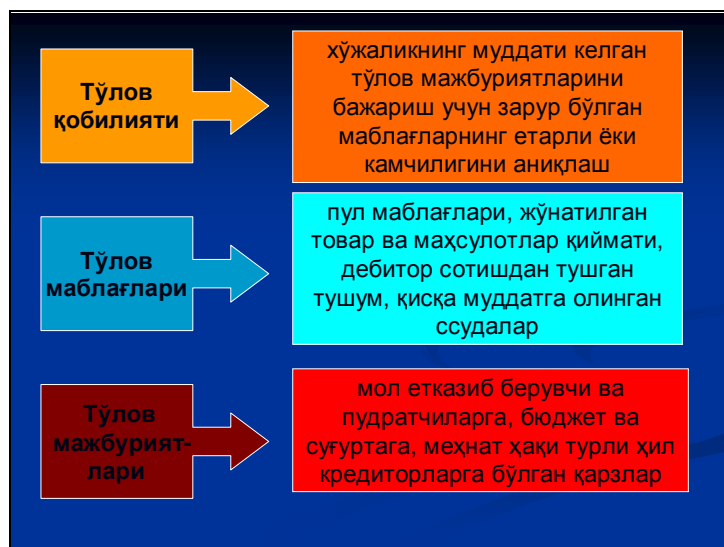 Тўлов
қобилияти
хўжаликнинг муддати келган
тўлов мажбуриятларини
бажариш учун зарур бўлган
маблағларнинг етарли ёки
камчилигини аниқлаш
Тўлов
маблағлари
пул маблағлари, жўнатилган
товар ва маҳсулотлар қиймати,
дебитор сотишдан тушган
тушум, қисқа муддатга олинган
ссудалар
Тўлов
мажбурият-
лари
мол етказиб берувчи ва
пудратчиларга, бюджет ва
суғуртага, меҳнат ҳақи турли ҳил
кредиторларга бўлган қарзлар